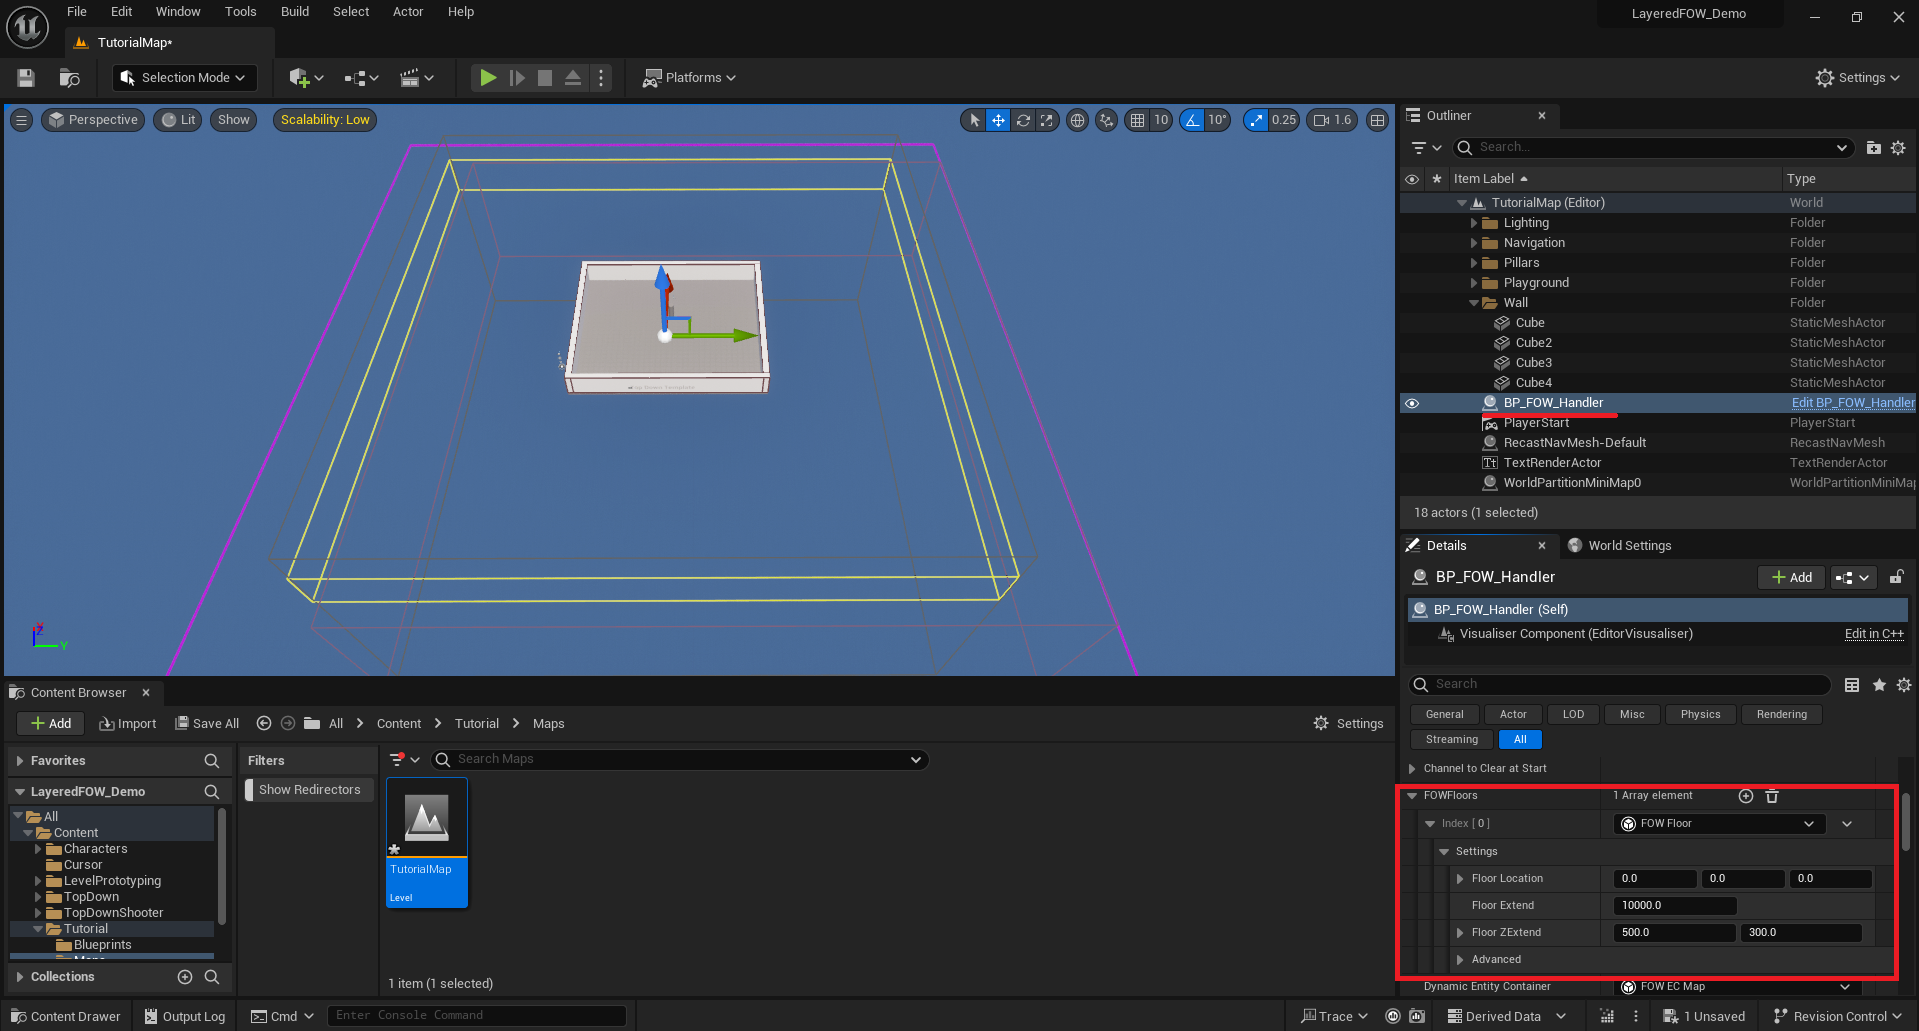 File Edit Window Tools Build Select Actor Help
LayeredFOW_Demo
TutorialMap*
Selection Mode
Platforms
Settings
Perspective Lit Show Scalability: Low
10 10° 0.25 1.6
Y
Outliner
Search...
Item Label Type
TutorialMap (Editor) World
Lighting Folder
Navigation Folder
Pillars Folder
Playground Folder
Wall Folder
Cube StaticMeshActor
Cube2 StaticMeshActor
Cube3 StaticMeshActor
Cube4 StaticMeshActor
BP_FOW_Handler Edit BP_FOW_Handler
PlayerStart PlayerStart
RecastNavMesh-Default RecastNavMesh
TextRenderActor TextRenderActor
WorldPartitionMiniMap0 WorldPartitionMiniMap
18 actors (1 selected)
Details World Settings
BP_FOW_Handler Add
BP_FOW_Handler (Self)
Visualiser Component (EditorVisusaliser) Edit in C++
Search
General Actor LOD Misc Physics Rendering
Streaming All
Channel to Clear at Start
FOWFloors 1 Array element
Index [ 0 ] FOW Floor
Settings
Floor Location 0.0 0.0 0.0
Floor Extend 10000.0
Floor ZExtend 500.0 300.0
Advanced
Dynamic Entity Container FOW EC Map
Content Browser
Add Import Save All All Content Tutorial Maps Settings
Favorites
LayeredFOW_Demo
All
Content
Characters
Cursor
LevelPrototyping
TopDown
TopDownShooter
Tutorial
Blueprints
Maps
Collections
Filters
Show Redirectors
Search Maps
TutorialMap
Level
1 item (1 selected)
Content Drawer Output Log Cmd Enter Console Command Trace Derived Data 1 Unsaved Revision Control